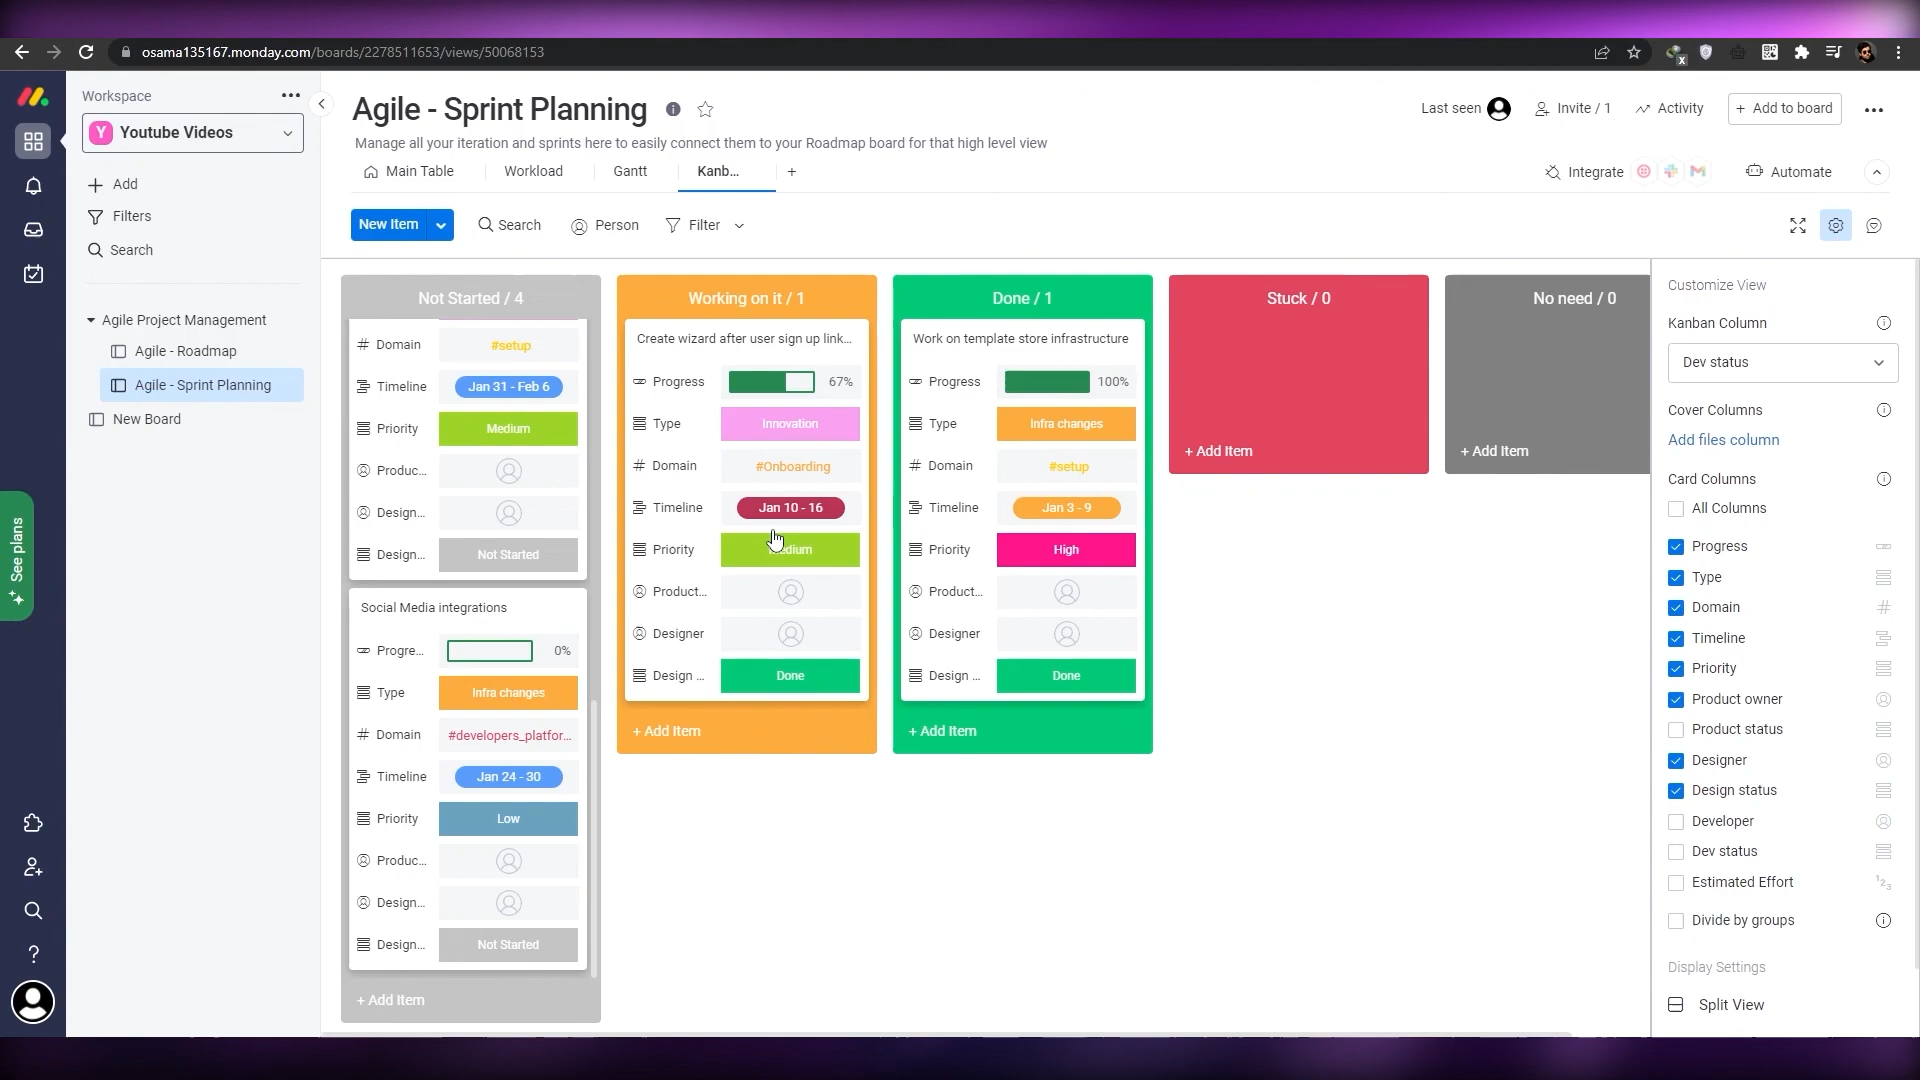 osama135167.monday.com/boards/2278511653/views/50068153
Workspace
Y Youtube Videos
Add
Filters
Search
Agile Project Management
Agile - Roadmap
Agile - Sprint Planning
New Board
See plans
Agile - Sprint Planning
Last seen
Invite / 1
Activity
+ Add to board
Manage all your iteration and sprints here to easily connect them to your Roadmap board for that high level view
Main Table
Workload
Gantt
Kanb...
+
Integrate
Automate
New Item
Search
Person
Filter
Not Started / 4
# Domain #setup
Timeline Jan 31 - Feb 6
Priority Medium
Produc...
Design...
Design... Not Started
Social Media integrations
Progre... 0%
Type Infra changes
# Domain #developers_platfor...
Timeline Jan 24 - 30
Priority Low
Produc...
Design...
Design... Not Started
+ Add Item
Working on it / 1
Create wizard after user sign up link...
Progress 67%
Type Innovation
# Domain #Onboarding
Timeline Jan 10 - 16
Priority
Product...
Designer
Design ... Done
+ Add Item
Done / 1
Work on template store infrastructure
Progress 100%
Type Infra changes
# Domain #setup
Timeline Jan 3 - 9
Priority High
Product...
Designer
Design ... Done
+ Add Item
Stuck / 0
+ Add Item
No need / 0
+ Add Item
Customize View
Kanban Column
Dev status
Cover Columns
Add files column
Card Columns
All Columns
Progress
Type
Domain
Timeline
Priority
Product owner
Product status
Designer
Design status
Developer
Dev status
Estimated Effort
Divide by groups
Display Settings
Split View